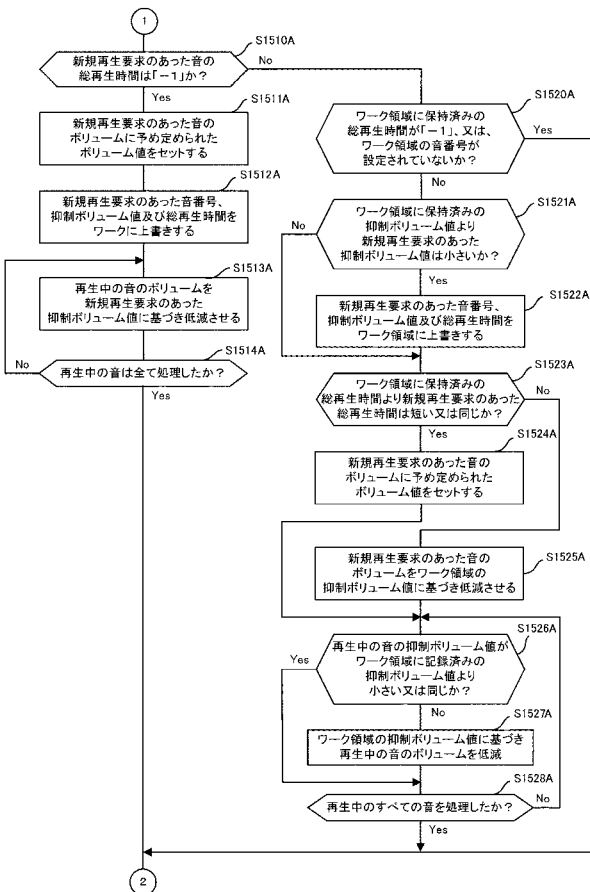 1
S1510A
新規再生要求のあった音の
総再生時間は「－1」か？
No
Yes
S1511A
新規再生要求のあった音の
ボリュームに予め定められた
ボリューム値をセットする
S1512A
新規再生要求のあった音番号、
抑制ボリューム値及び総再生時間を
ワークに上書きする
S1513A
再生中の音のボリュームを
新規再生要求のあった
抑制ボリューム値に基づき低減させる
S1514A
No
再生中の音は全て処理したか？
Yes
S1520A
ワーク領域に保持済みの
総再生時間が「－1」、又は、
ワーク領域の音番号が
設定されていないか？
Yes
No
S1521A
ワーク領域に保持済みの
抑制ボリューム値より
新規再生要求のあった
抑制ボリューム値は小さいか？
No
Yes
S1522A
新規再生要求のあった音番号、
抑制ボリューム値及び総再生時間を
ワーク領域に上書きする
S1523A
ワーク領域に保持済みの
総再生時間より新規再生要求のあった
総再生時間は短い又は同じか？
No
Yes
S1524A
新規再生要求のあった音の
ボリュームに予め定められた
ボリューム値をセットする
S1525A
新規再生要求のあった音の
ボリュームをワーク領域の
抑制ボリューム値に基づき低減させる
S1526A
再生中の音の抑制ボリューム値が
ワーク領域に記録済みの
抑制ボリューム値より
小さい又は同じか？
Yes
No
S1527A
ワーク領域の抑制ボリューム値に基づき
再生中の音のボリュームを低減
S1528A
再生中のすべての音を処理したか？
No
Yes
2